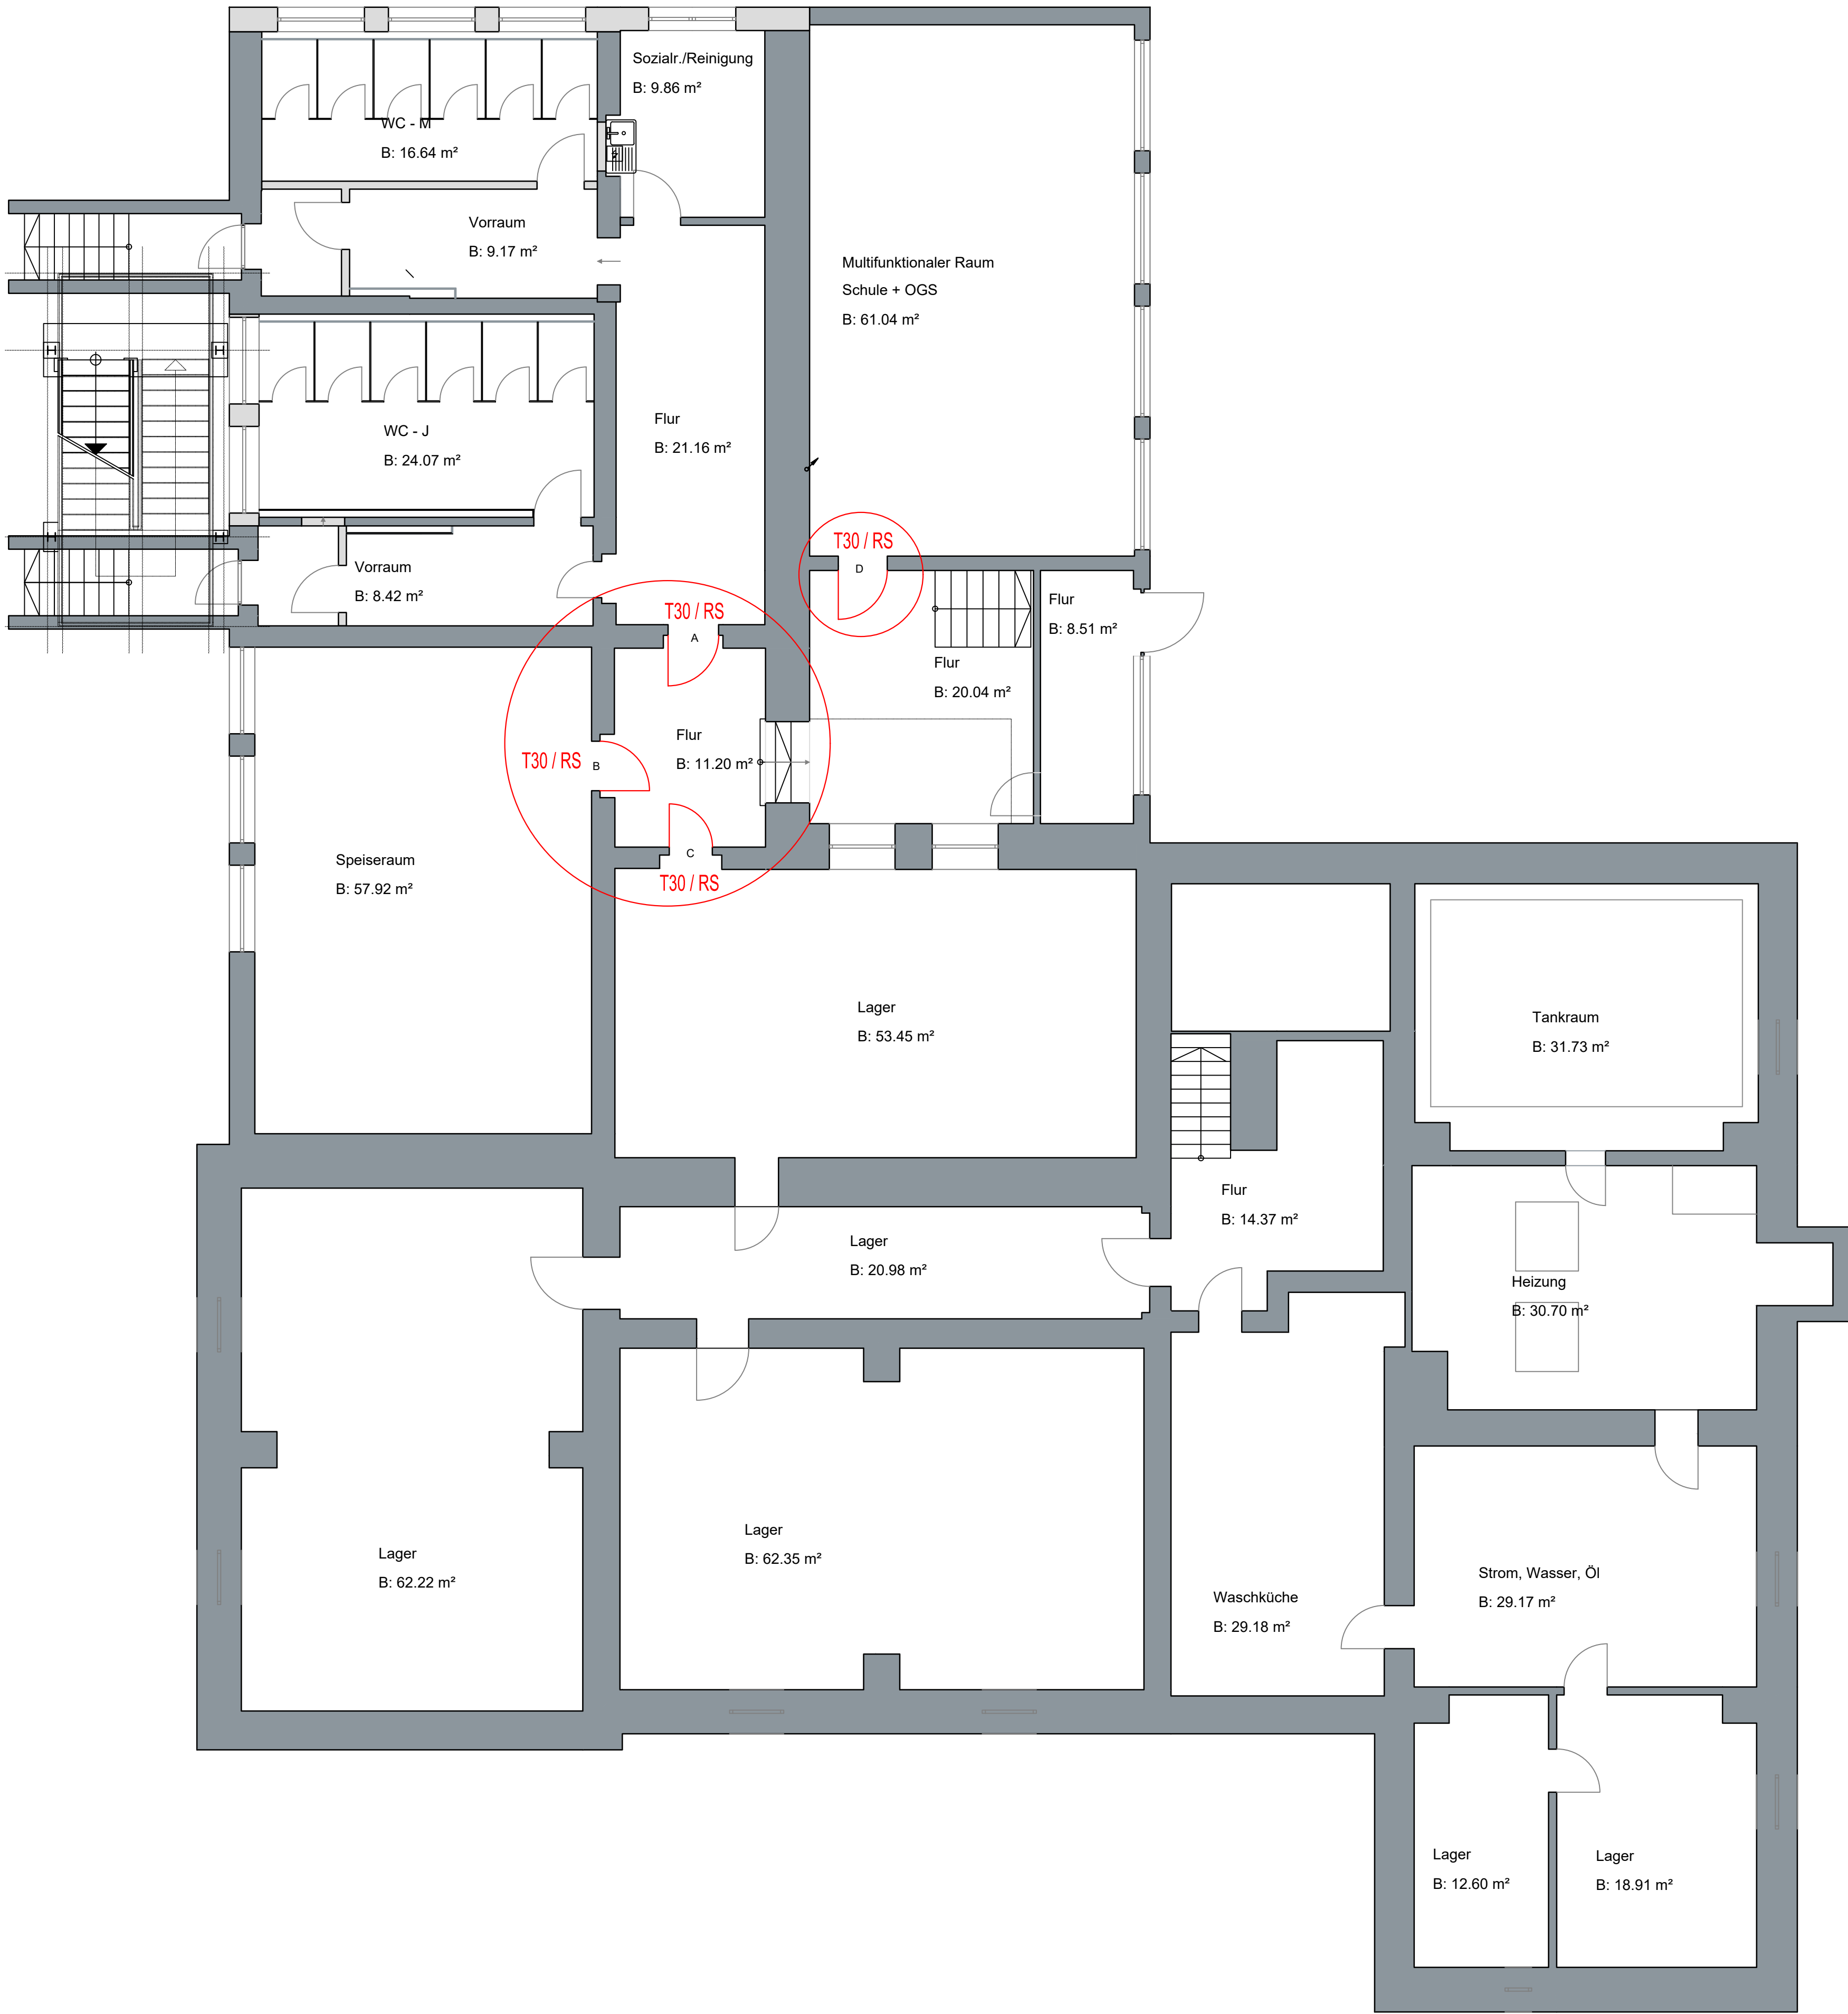 Sozialr./Reinigung
B: 9.86 m²
WC - M
B: 16.64 m²
Vorraum
B: 9.17 m²
Multifunktionaler Raum
Schule + OGS
B: 61.04 m²
Flur
B: 21.16 m²
WC - J
B: 24.07 m²
T30 / RS
D
Vorraum
B: 8.42 m²
T30 / RS
A
Flur
B: 8.51 m²
Flur
B: 20.04 m²
Flur
B: 11.20 m²
T30 / RS
B
C
T30 / RS
Speiseraum
B: 57.92 m²
Lager
B: 53.45 m²
Tankraum
B: 31.73 m²
Flur
B: 14.37 m²
Lager
B: 20.98 m²
Heizung
B: 30.70 m²
Lager
B: 62.35 m²
Lager
B: 62.22 m²
Strom, Wasser, Öl
B: 29.17 m²
Waschküche
B: 29.18 m²
Lager
B: 12.60 m²
Lager
B: 18.91 m²